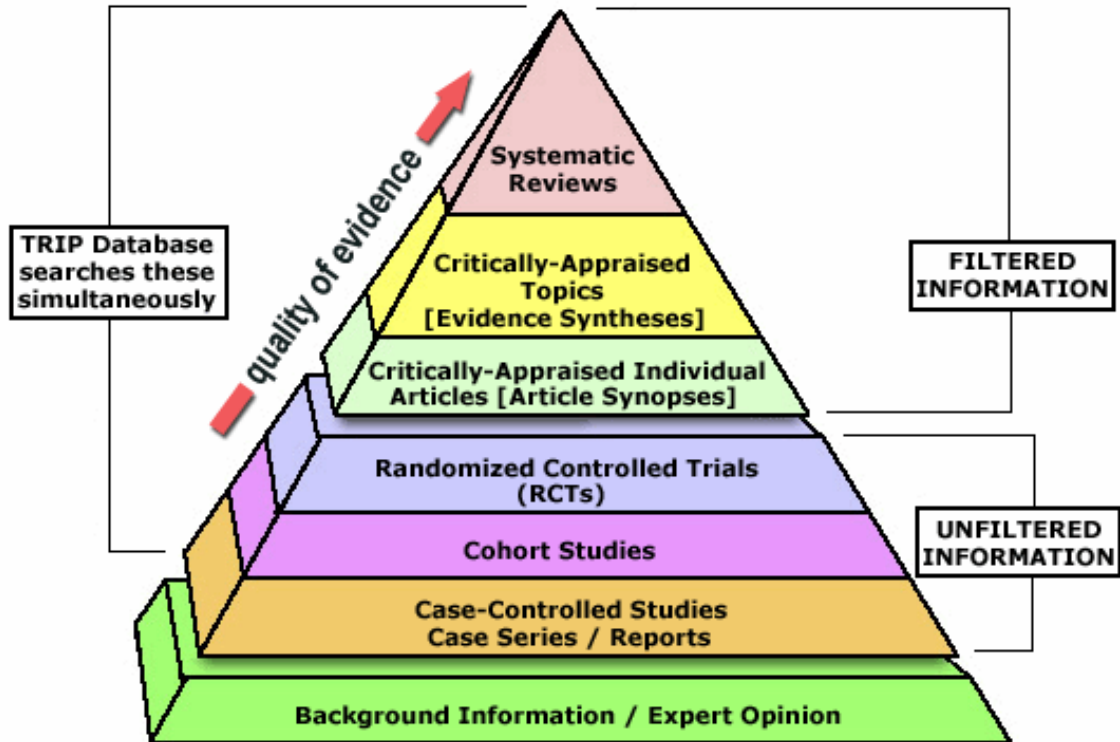 Systematic
Reviews
quality of evidence
TRIP Database
searches these
simultaneously
Critically-Appraised
Topics
[Evidence Syntheses]
FILTERED
INFORMATION
Critically-Appraised Individual
Articles [Article Synopses]
Randomized Controlled Trials
(RCTs)
UNFILTERED
INFORMATION
Cohort Studies
Case-Controlled Studies
Case Series / Reports
Background Information / Expert Opinion